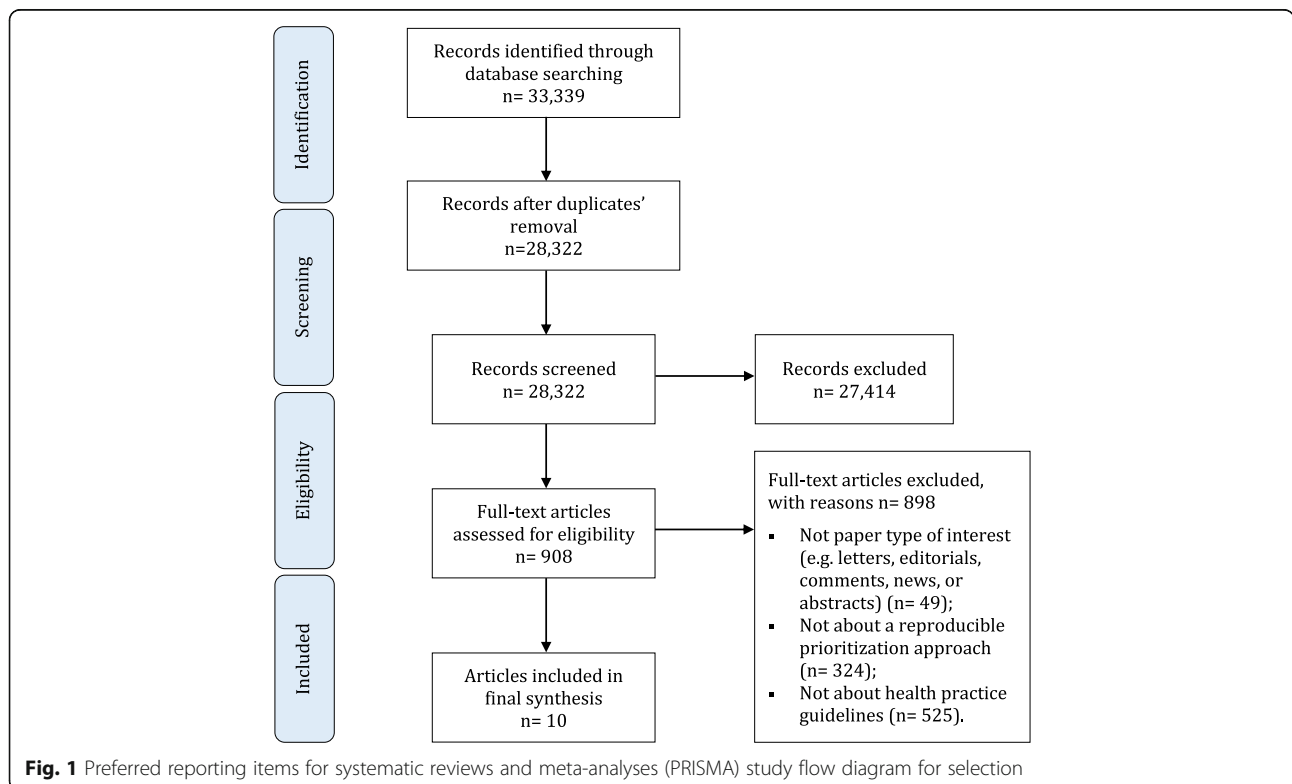 Identification
Records identified through
database searching
n= 33,339
Records after duplicates’
removal
n=28,322
Screening
Records screened
n= 28,322
Records excluded
n= 27,414
Eligibility
Full-text articles
assessed for eligibility
n= 908
Full-text articles excluded,
with reasons n= 898
▪ Not paper type of interest
(e.g. letters, editorials,
comments, news, or
abstracts) (n= 49);
▪ Not about a reproducible
prioritization approach
(n= 324);
▪ Not about health practice
guidelines (n= 525).
Included
Articles included in
final synthesis
n= 10
Fig. 1 Preferred reporting items for systematic reviews and meta-analyses (PRISMA) study flow diagram for selection